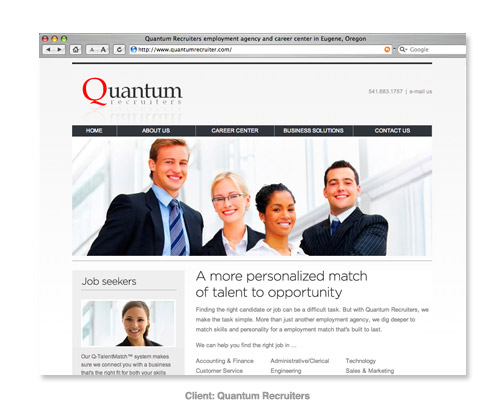 Quantum Recruiters employment agency and career center in Eugene, Oregon
A A
http://www.quantumrecruiter.com/
Google
Quantum
recruiters
541.683.1757 | e-mail us
HOME
ABOUT US
CAREER CENTER
BUSINESS SOLUTIONS
CONTACT US
Job seekers
Our Q-TalentMatch™ system makes
sure we connect you with a business
that's the right fit for both your skills
A more personalized match
of talent to opportunity
Finding the right candidate or job can be a difficult task. But with Quantum Recruiters, we
make the task simple. More than just another employment agency, we dig deeper to
match skills and personality for a employment match that's built to last.
We can help you find the right job in ...
Accounting & Finance Administrative/Clerical Technology
Customer Service Engineering Sales & Marketing
Client: Quantum Recruiters